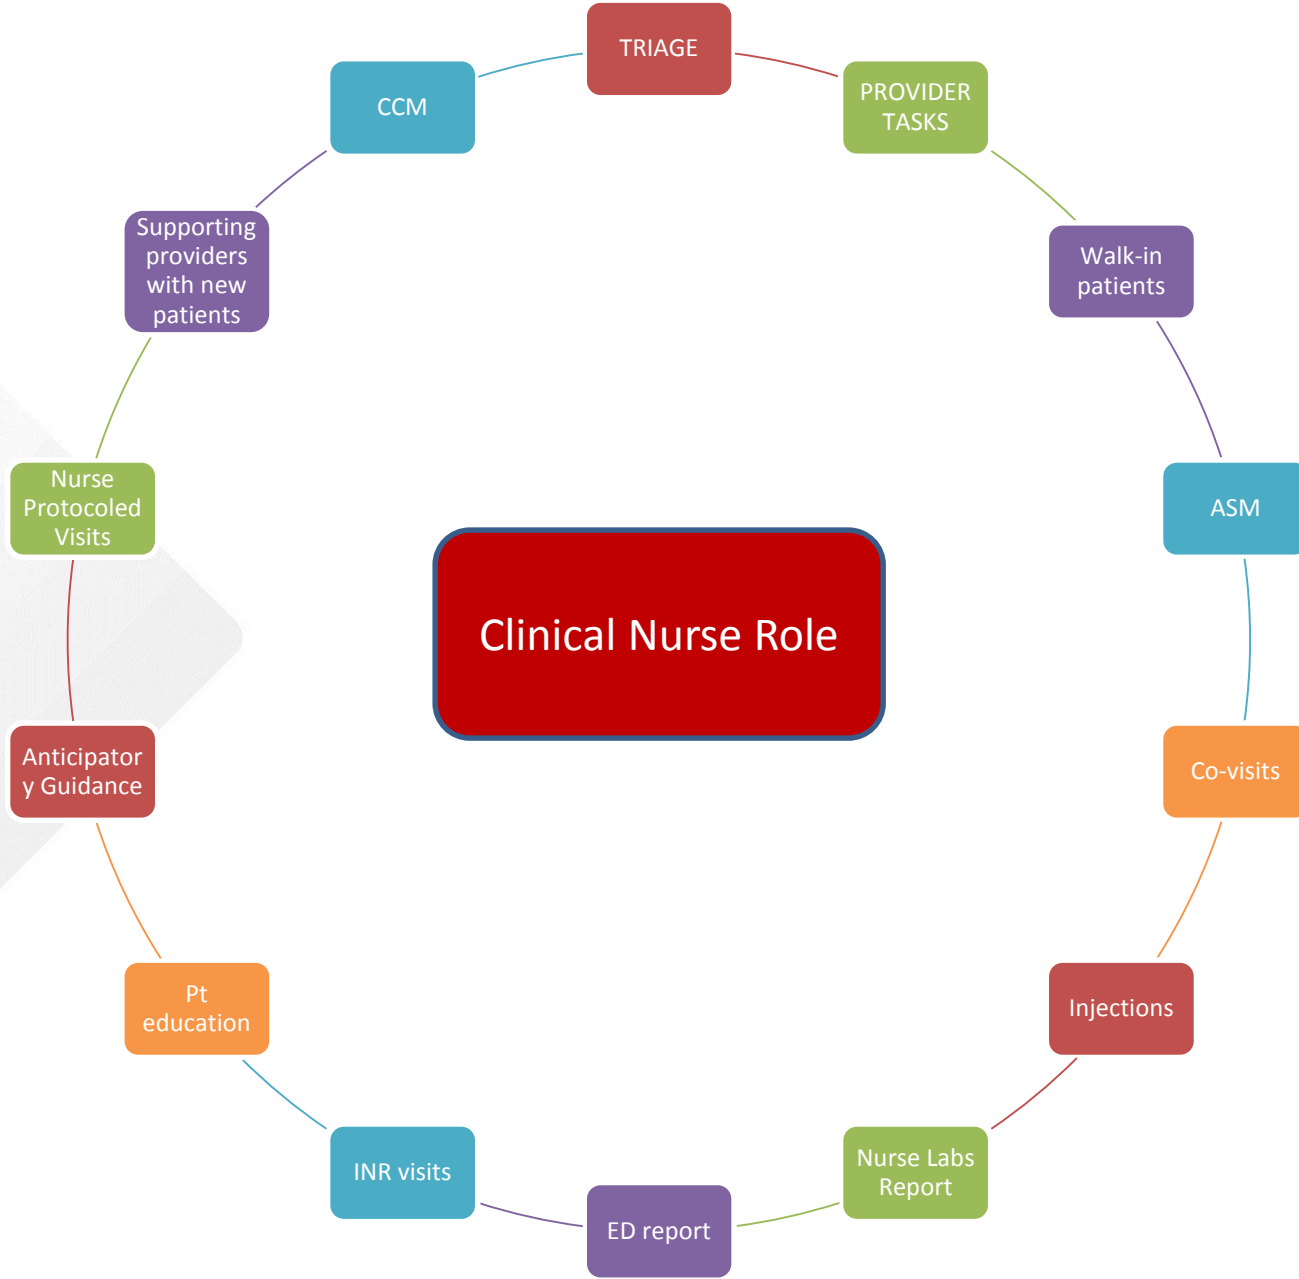 TRIAGE
PROVIDER
TASKS
Walk-in
patients
ASM
Co-visits
Injections
Nurse Labs
Report
ED report
INR visits
Pt
education
Anticipator
y Guidance
Nurse
Protocoled
Visits
Supporting
providers
with new
patients
CCM
Clinical Nurse Role